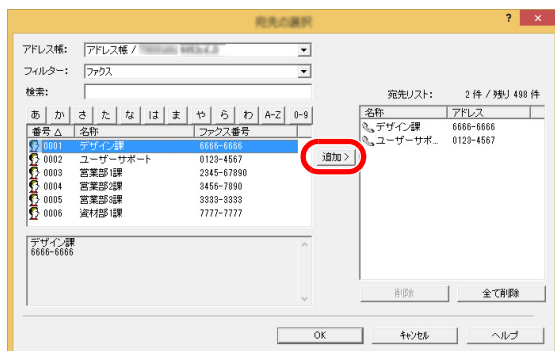 宛先の選択
? ×
アドレス帳: アドレス帳 /
フィルター: ファクス
検索:
宛先リスト: 2 件 / 残り 498 件
あ か さ た な は ま や ら わ A-Z 0-9
番号 △ 名称 ファクス番号
0001 デザイン課 6666-6666
0002 ユーザーサポート 0123-4567
0003 営業部1課 2345-67890
0004 営業部2課 3456-7890
0005 営業部3課 3333-3333
0006 資材部1課 7777-7777
追加 >
名称 アドレス
デザイン課 6666-6666
ユーザーサポ... 0123-4567
デザイン課
6666-6666
削除 全て削除
OK キャンセル ヘルプ